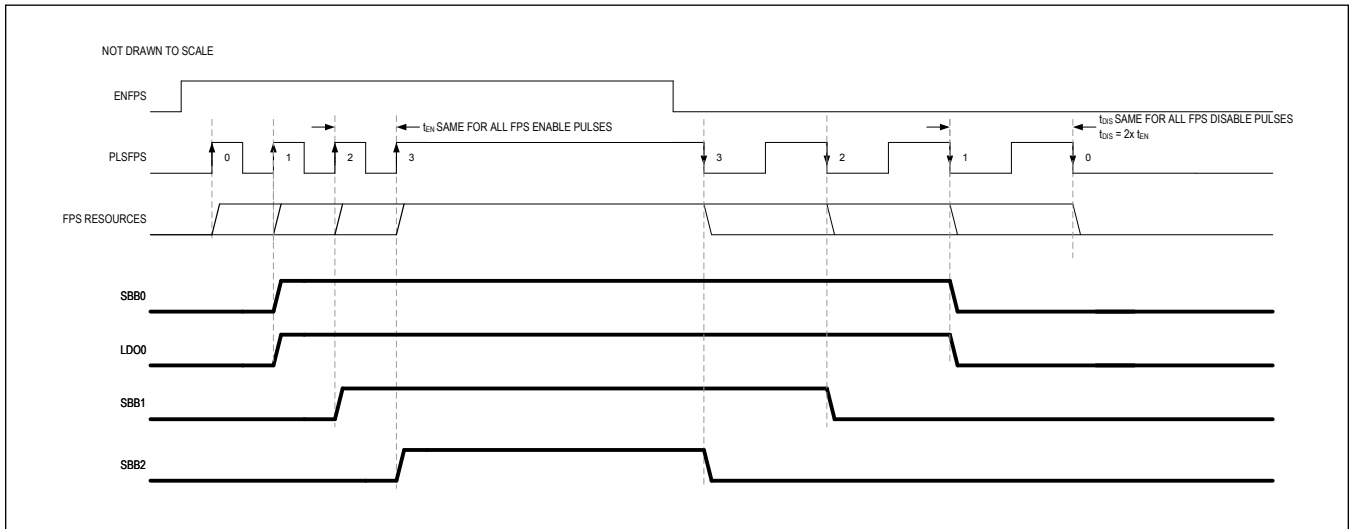 NOT DRAWN TO SCALE
ENFPS
tEN SAME FOR ALL FPS ENABLE PULSES
tDIS SAME FOR ALL FPS DISABLE PULSES
tDIS = 2x tEN
PLSFPS
0
1
2
3
3
2
1
0
FPS RESOURCES
SBB0
LDO0
SBB1
SBB2